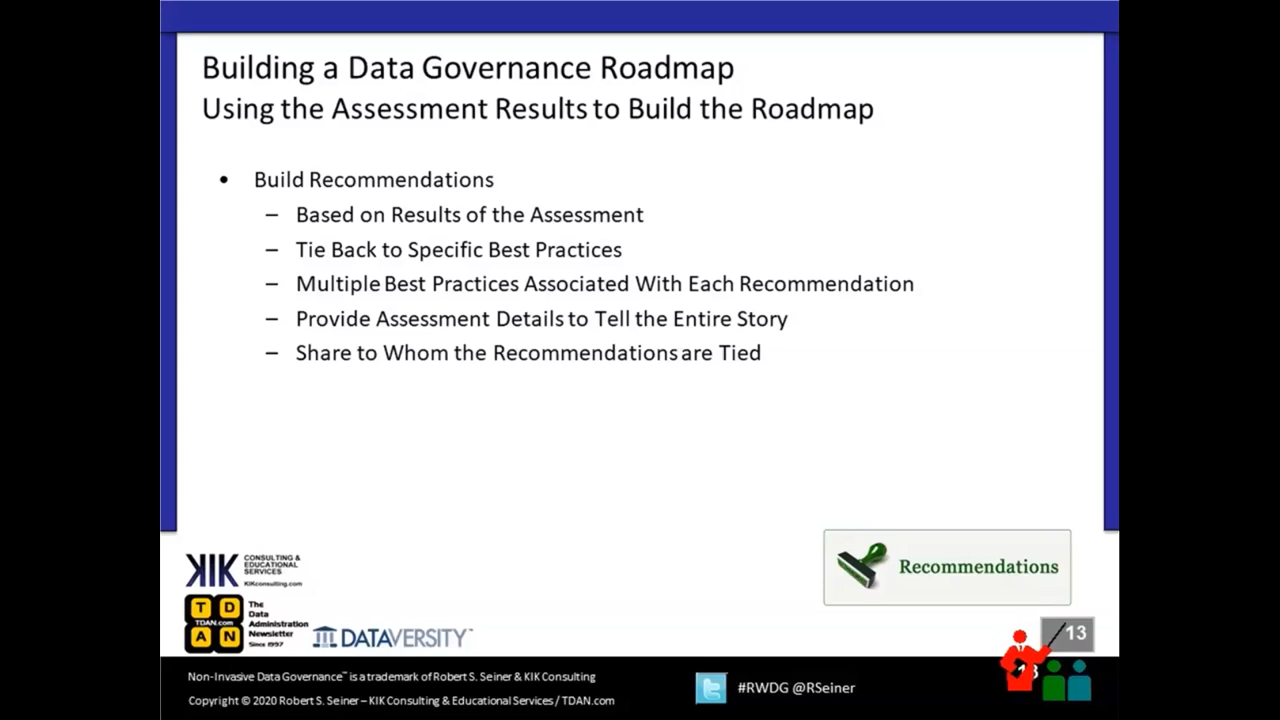 Building a Data Governance Roadmap
Using the Assessment Results to Build the Roadmap
• Build Recommendations
– Based on Results of the Assessment
– Tie Back to Specific Best Practices
– Multiple Best Practices Associated With Each Recommendation
– Provide Assessment Details to Tell the Entire Story
– Share to Whom the Recommendations are Tied
Recommendations
KIK
CONSULTING &
EDUCATIONAL
SERVICES
KIKconsulting.com
T D
TDAN.com
A N
The
Data
Administration
Newsletter
Since 1997
DATAVERSITY™
13
Non-Invasive Data Governance™ is a trademark of Robert S. Seiner & KIK Consulting
Copyright © 2020 Robert S. Seiner – KIK Consulting & Educational Services / TDAN.com
#RWDG @RSeiner